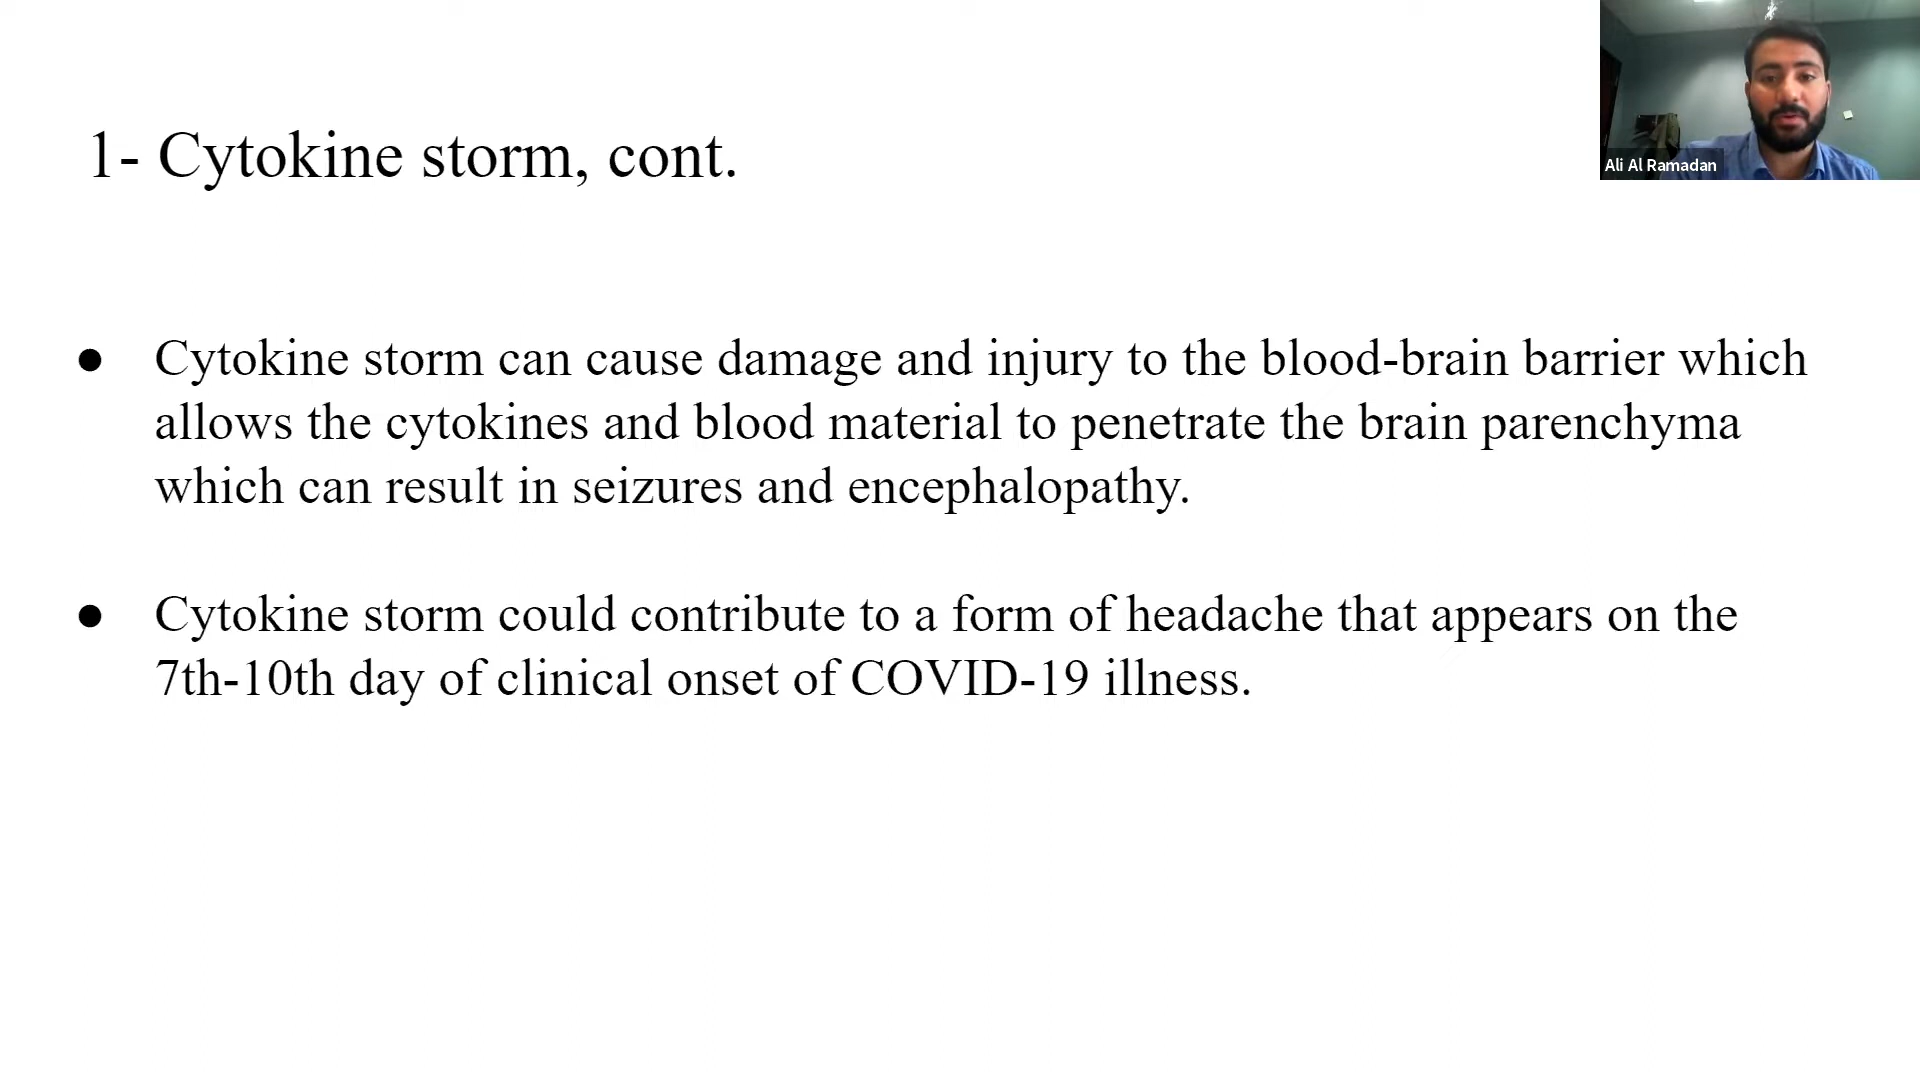 Ali Al Ramadan
1- Cytokine storm, cont.
● Cytokine storm can cause damage and injury to the blood-brain barrier which
allows the cytokines and blood material to penetrate the brain parenchyma
which can result in seizures and encephalopathy.
● Cytokine storm could contribute to a form of headache that appears on the
7th-10th day of clinical onset of COVID-19 illness.